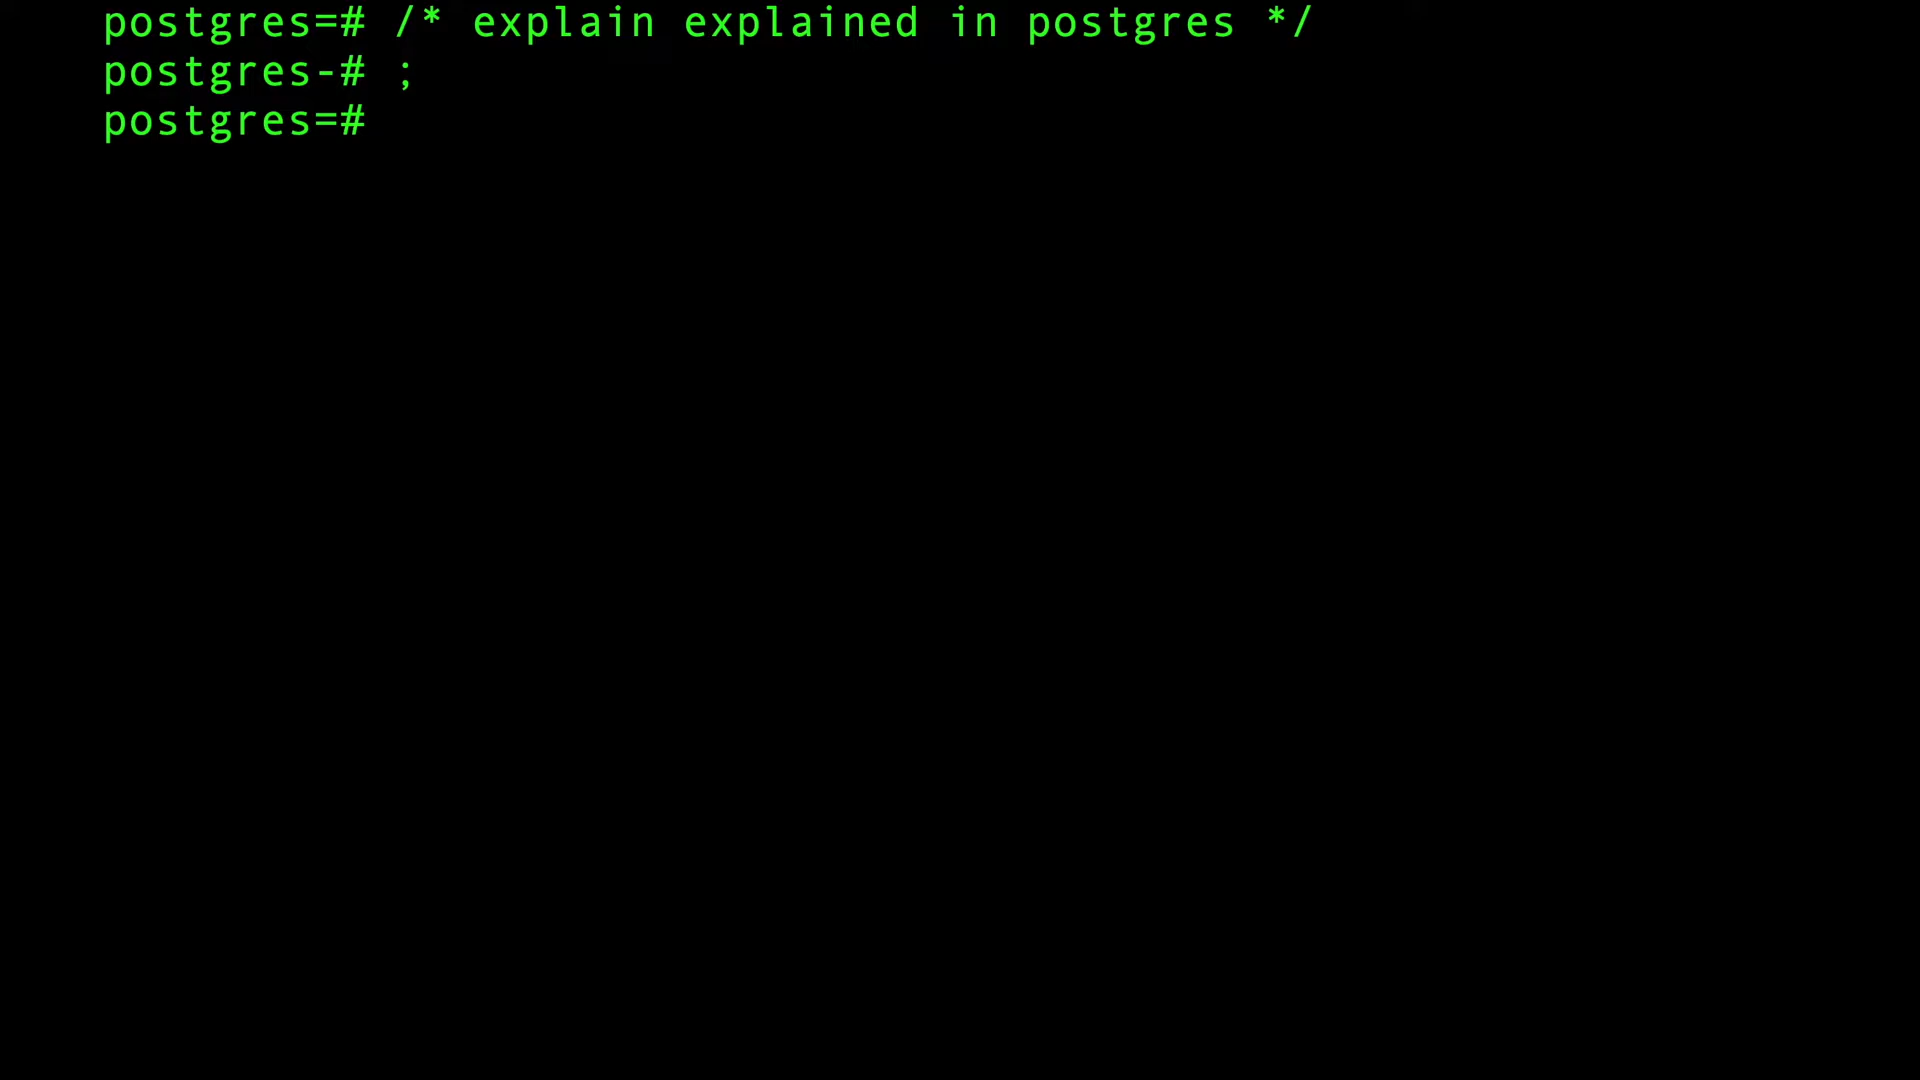 postgres=# /* explain explained in postgres */
postgres-# ;
postgres=#